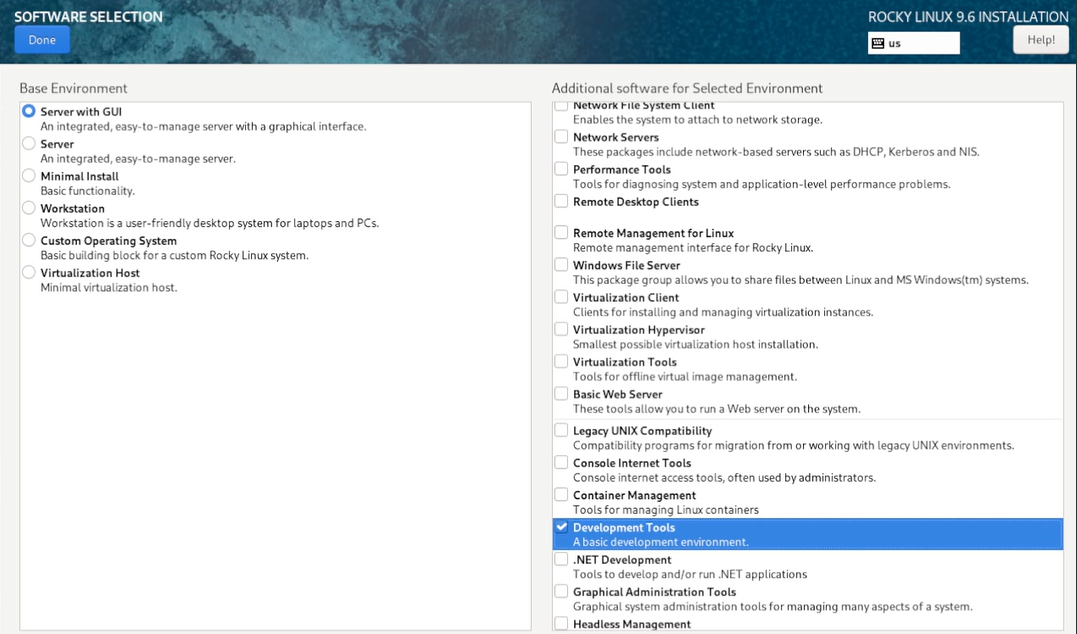 SOFTWARE SELECTION
ROCKY LINUX 9.6 INSTALLATION
Done
us
Help!
Base Environment
Server with GUI
An integrated, easy-to-manage server with a graphical interface.
Server
An integrated, easy-to-manage server.
Minimal Install
Basic functionality.
Workstation
Workstation is a user-friendly desktop system for laptops and PCs.
Custom Operating System
Basic building block for a custom Rocky Linux system.
Virtualization Host
Minimal virtualization host.
Additional software for Selected Environment
Network File System Client
Enables the system to attach to network storage.
Network Servers
These packages include network-based servers such as DHCP, Kerberos and NIS.
Performance Tools
Tools for diagnosing system and application-level performance problems.
Remote Desktop Clients
Remote Management for Linux
Remote management interface for Rocky Linux.
Windows File Server
This package group allows you to share files between Linux and MS Windows(tm) systems.
Virtualization Client
Clients for installing and managing virtualization instances.
Virtualization Hypervisor
Smallest possible virtualization host installation.
Virtualization Tools
Tools for offline virtual image management.
Basic Web Server
These tools allow you to run a Web server on the system.
Legacy UNIX Compatibility
Compatibility programs for migration from or working with legacy UNIX environments.
Console Internet Tools
Console internet access tools, often used by administrators.
Container Management
Tools for managing Linux containers
Development Tools
A basic development environment.
.NET Development
Tools to develop and/or run .NET applications
Graphical Administration Tools
Graphical system administration tools for managing many aspects of a system.
Headless Management